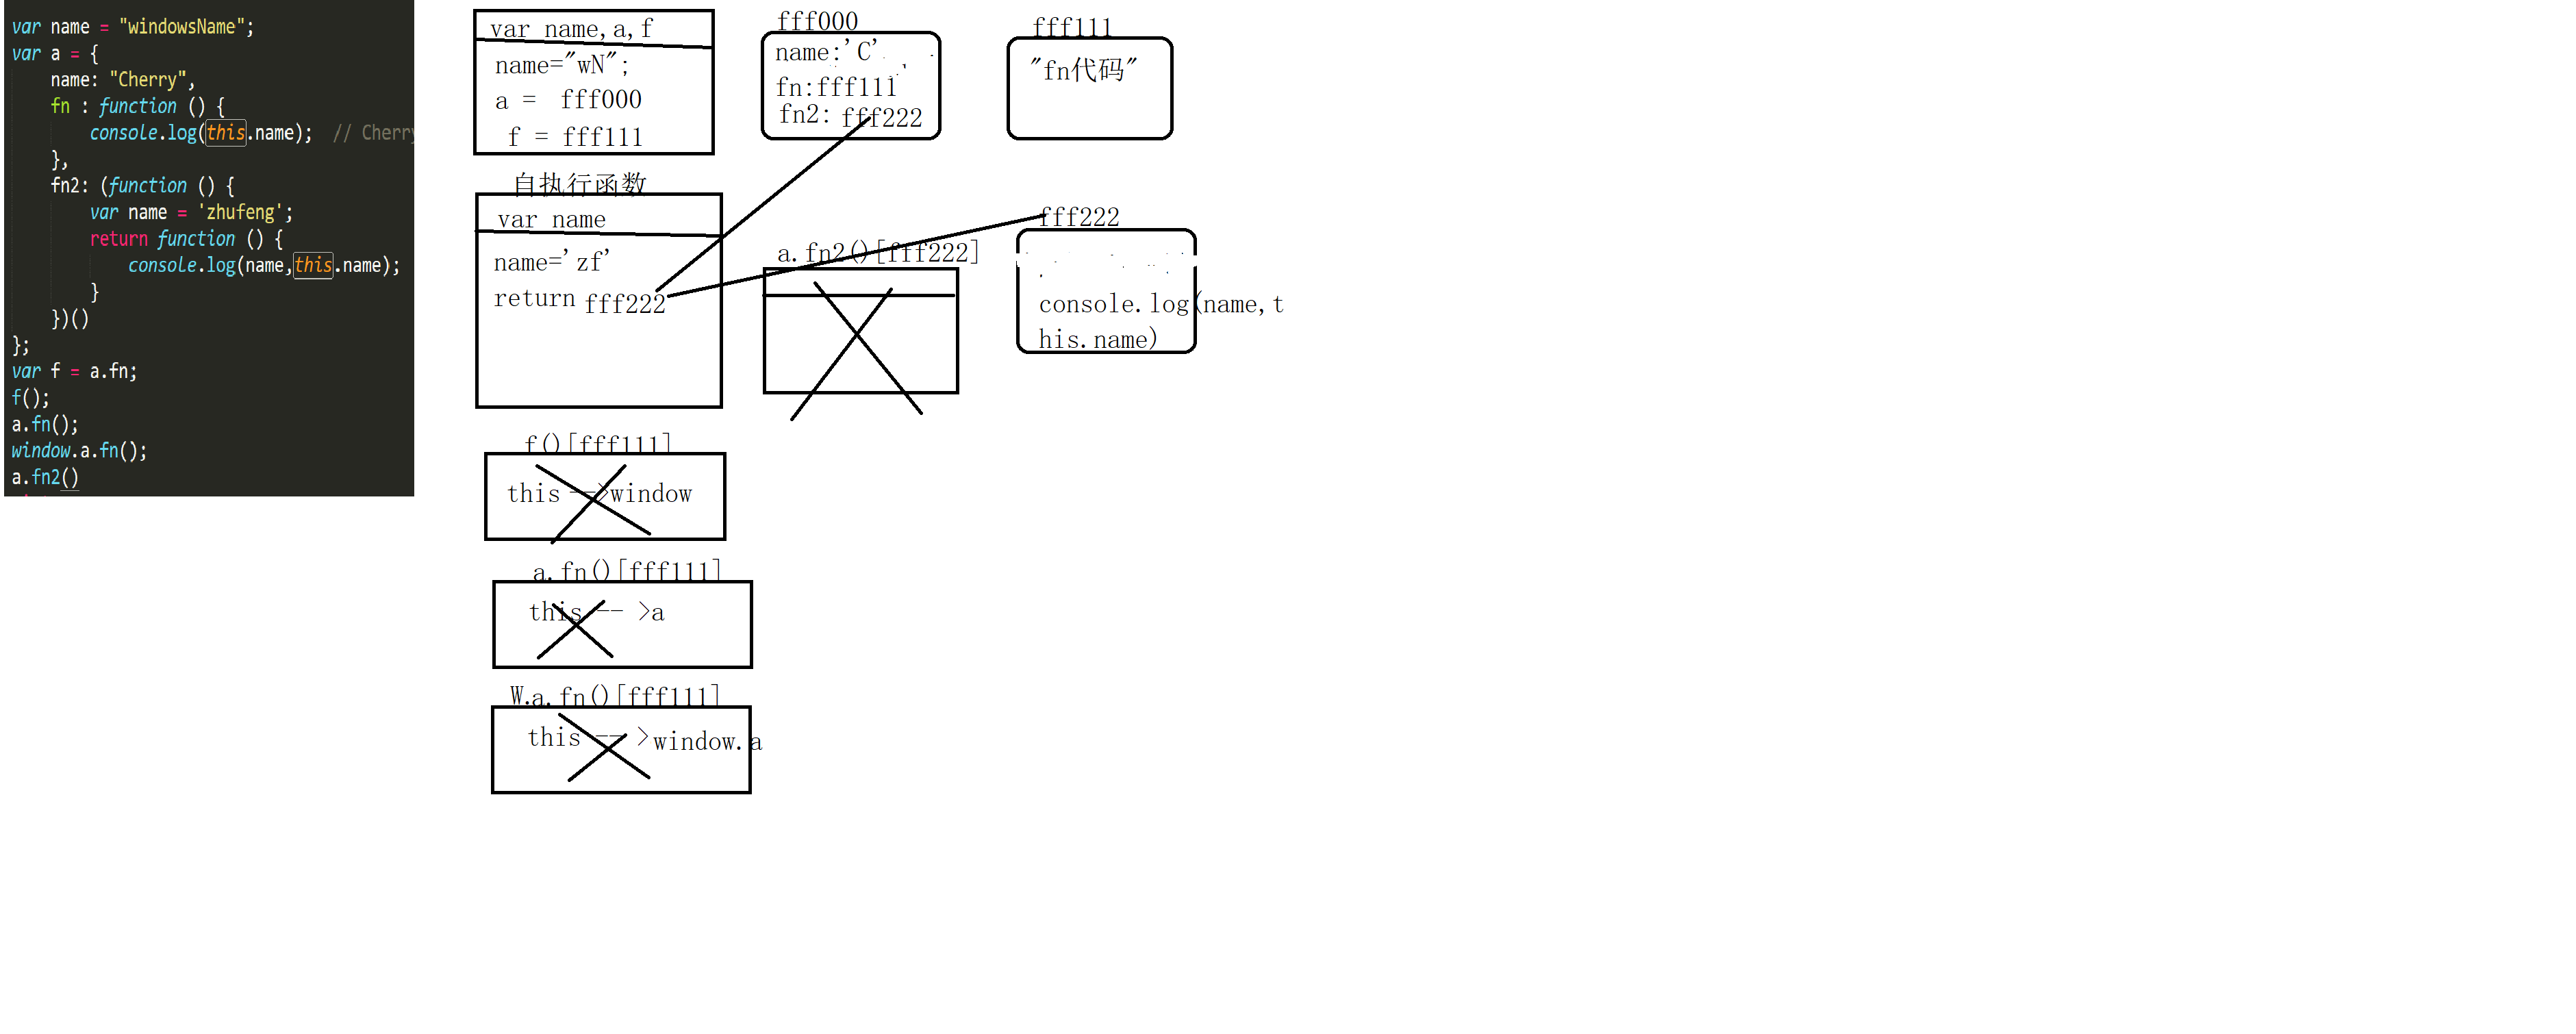 var name = "windowsName";
var a = {
name: "Cherry",
fn : function () {
console.log(this.name);  // Cherry
},
fn2: (function () {
var name = 'zhufeng';
return function () {
console.log(name,this.name);
}
})()
};
var f = a.fn;
f();
a.fn();
window.a.fn();
a.fn2()
var name,a,f
name="wN";
a = fff000
f = fff111
fff000
name:'C'
fn:fff111
fn2: fff222
fff111
"fn代码"
自执行函数
var name
name='zf'
return fff222
a.fn2()[fff222]
fff222
console.log(name,t
his.name)
f()[fff111]
this -->window
a.fn()[fff111]
this -- >a
W.a.fn()[fff111]
this -- >window.a